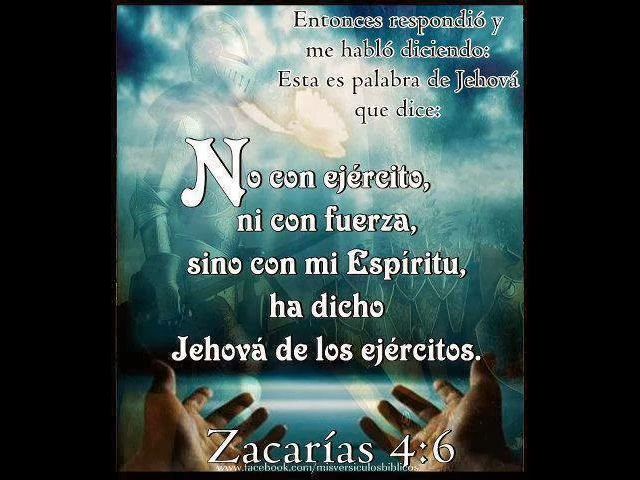 Entonces respondió y
me habló diciendo:
Esta es palabra de Jehová
que dice:
No con ejército,
ni con fuerza,
sino con mi Espíritu,
ha dicho
Jehová de los ejércitos.
Zacarías 4:6
www.facebook.com/misversiculosbiblicos